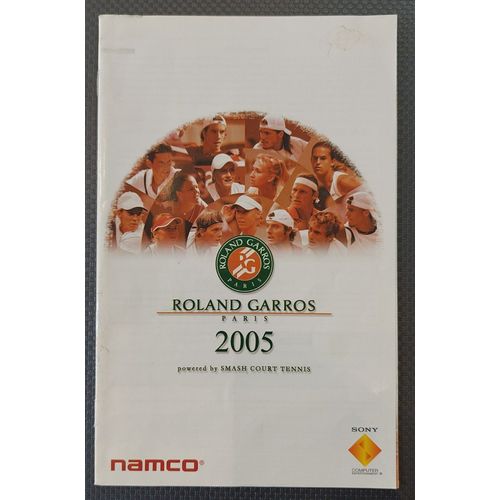 ROLAND GARROS
PARIS
ROLAND GARROS
PARIS
2005
powered by SMASH COURT TENNIS
SONY
namco®
COMPUTER
ENTERTAINMENT ®